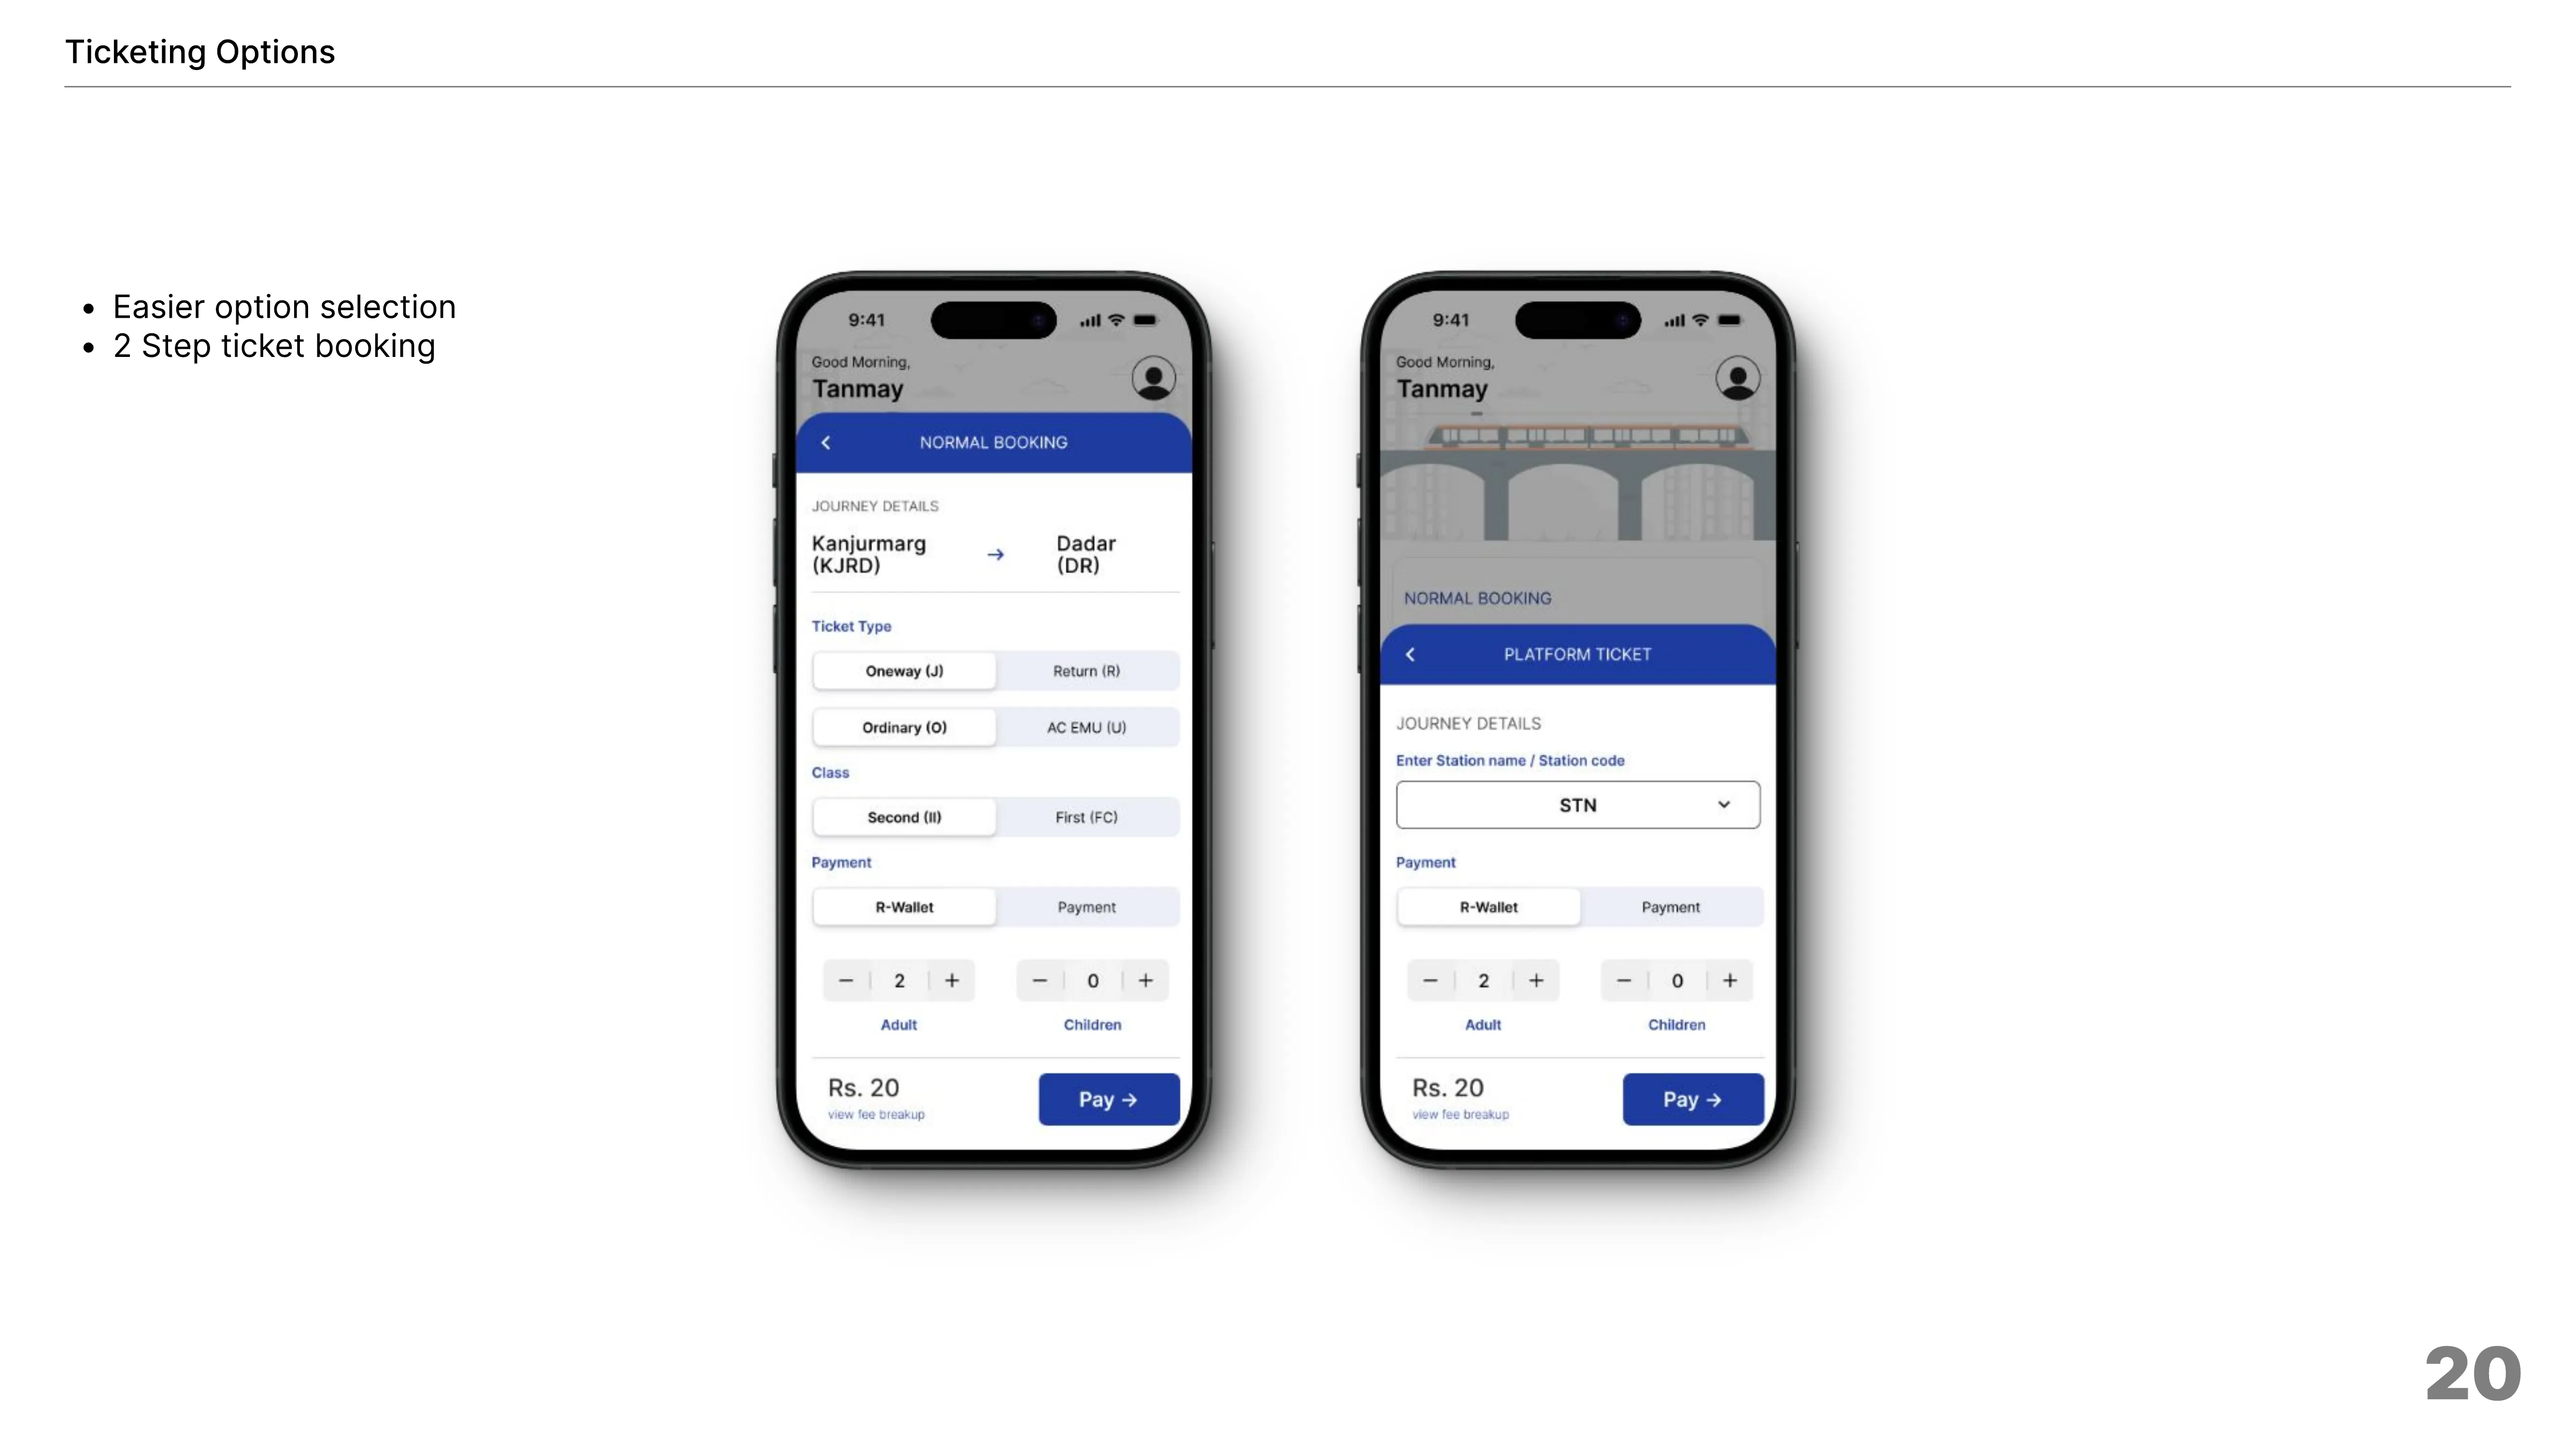 Ticketing Options
• Easier option selection
• 2 Step ticket booking
9:41
Good Morning,
Tanmay
NORMAL BOOKING
JOURNEY DETAILS
Kanjurmarg
(KJRD)
→
Dadar
(DR)
Ticket Type
Oneway (J) Return (R)
Ordinary (O) AC EMU (U)
Class
Second (II) First (FC)
Payment
R-Wallet Payment
− 2 + − 0 +
Adult Children
Rs. 20
view fee breakup
Pay →
9:41
Good Morning,
Tanmay
NORMAL BOOKING
PLATFORM TICKET
JOURNEY DETAILS
Enter Station name / Station code
STN
Payment
R-Wallet Payment
− 2 + − 0 +
Adult Children
Rs. 20
view fee breakup
Pay →
20